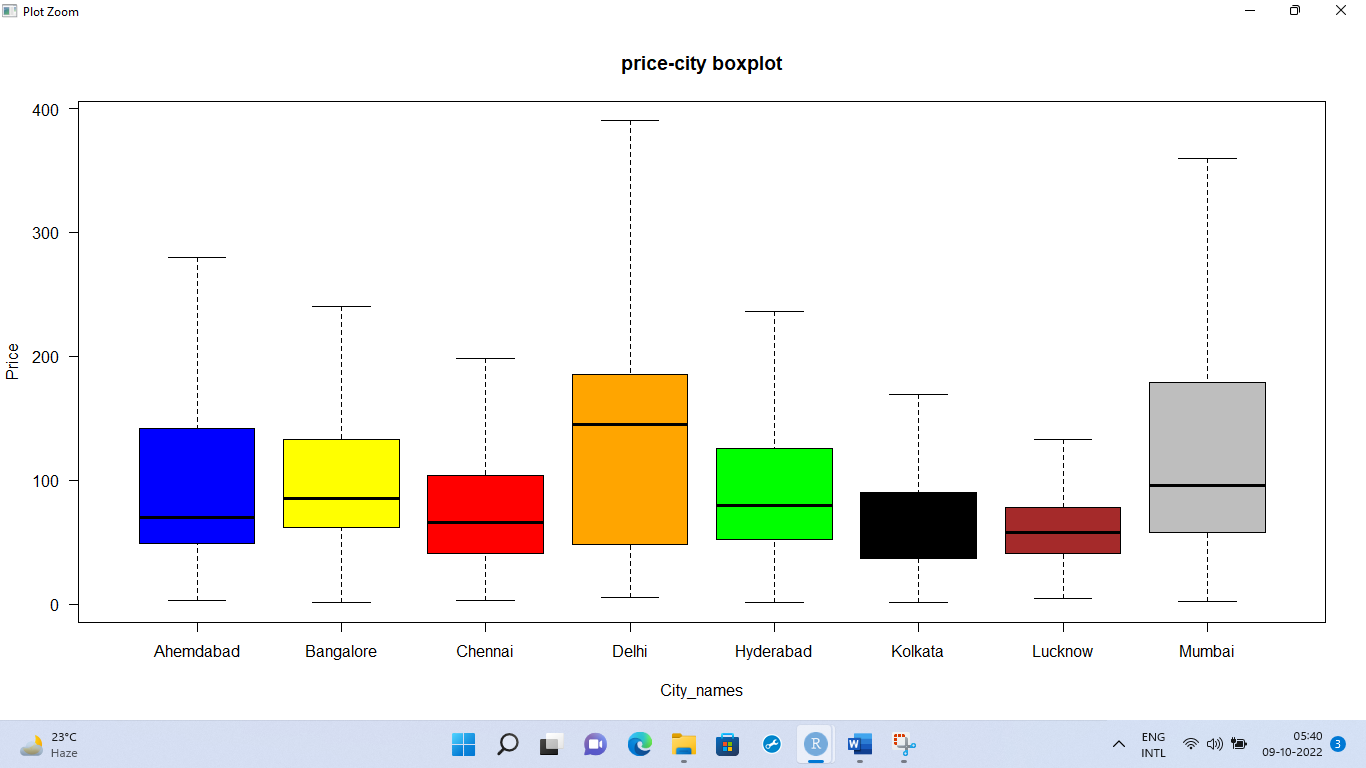 Plot Zoom
price-city boxplot
400
300
200
100
0
Price
Ahemdabad Bangalore Chennai Delhi Hyderabad Kolkata Lucknow Mumbai
City_names
23°C
Haze
R
W
ENG
INTL
05:40
09-10-2022
3